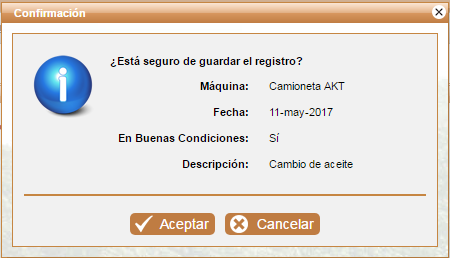 Confirmación
¿Está seguro de guardar el registro?
Máquina: Camioneta AKT
Fecha: 11-may-2017
En Buenas Condiciones: Sí
Descripción: Cambio de aceite
Aceptar Cancelar